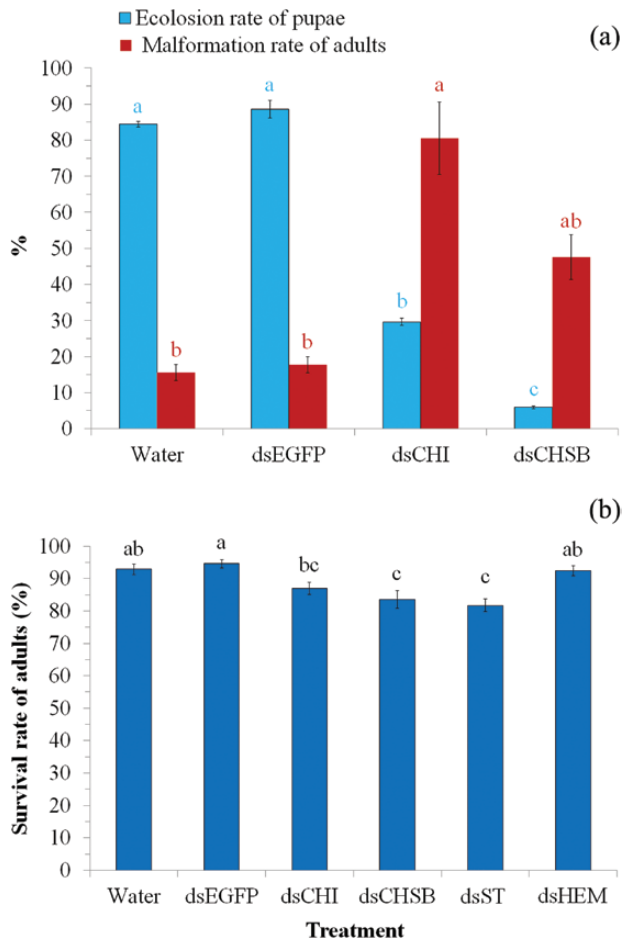 Ecolosion rate of pupae
Malformation rate of adults
(a)
100
90
80
70
60
50
40
30
20
10
0
%
a
b
a
b
b
a
c
ab
Water dsEGFP dsCHI dsCHSB
(b)
100
90
80
70
60
50
40
30
20
10
0
Survival rate of adults (%)
ab a bc c c ab
Water dsEGFP dsCHI dsCHSB dsST dsHEM
Treatment